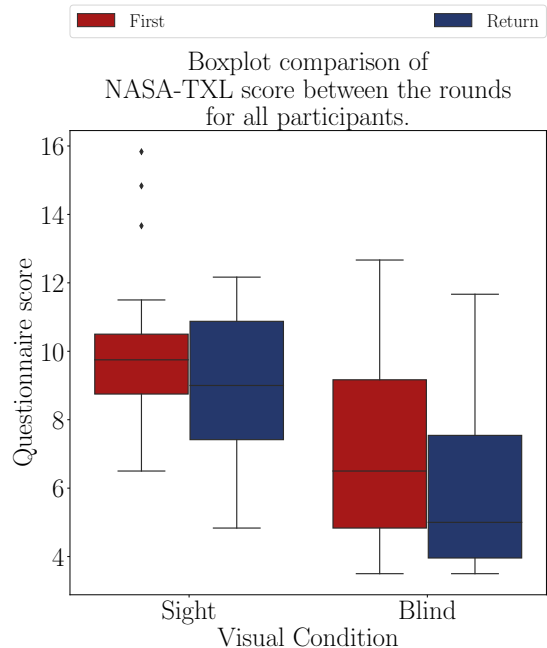 First Return
Boxplot comparison of
NASA-TXL score between the rounds
for all participants.
16
14
12
10
8
6
4
Questionnaire score
Sight Blind
Visual Condition